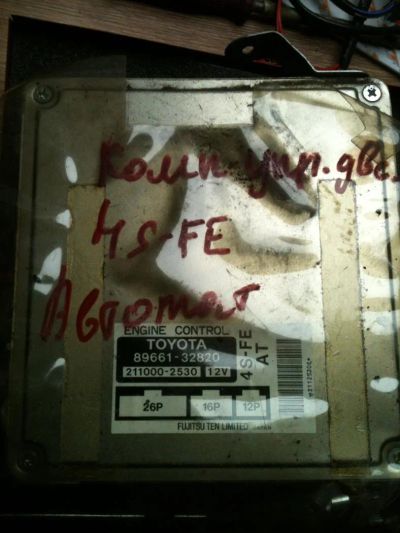 Комп упр. двс.
4S-FE
Автомат
ENGINE CONTROL
TOYOTA
89661-32820
211000-2530 12V
4S-FE
AT
26P 16P 12P
FUJITSU TEN LIMITED JAPAN